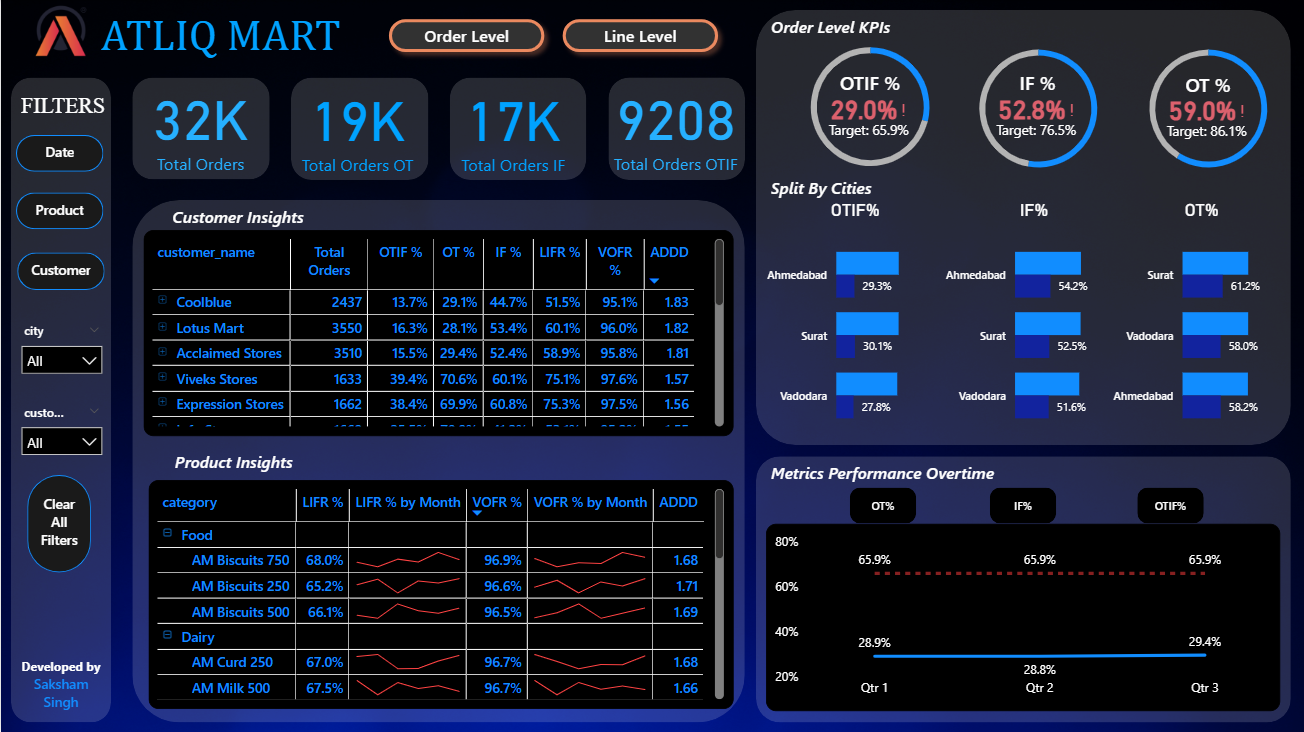 ATLIQ MART
Order Level
Line Level
FILTERS
Date
Product
Customer
city
All
custo...
All
Clear
All
Filters
Developed by
Saksham
Singh
32K
Total Orders
19K
Total Orders OT
17K
Total Orders IF
9208
Total Orders OTIF
Customer Insights
customer_name Total Orders OTIF % OT % IF % LIFR % VOFR % ADDD
Coolblue 2437 13.7% 29.1% 44.7% 51.5% 95.1% 1.83
Lotus Mart 3550 16.3% 28.1% 53.4% 60.1% 96.0% 1.82
Acclaimed Stores 3510 15.5% 29.4% 52.4% 58.9% 95.8% 1.81
Viveks Stores 1633 39.4% 70.6% 60.1% 75.1% 97.6% 1.57
Expression Stores 1662 38.4% 69.9% 60.8% 75.3% 97.5% 1.56
Product Insights
category LIFR % LIFR % by Month VOFR % VOFR % by Month ADDD
Food
AM Biscuits 750 68.0% 96.9% 1.68
AM Biscuits 250 65.2% 96.6% 1.71
AM Biscuits 500 66.1% 96.5% 1.69
Dairy
AM Curd 250 67.0% 96.7% 1.68
AM Milk 500 67.5% 96.7% 1.66
Order Level KPIs
OTIF %
29.0% !
Target: 65.9%
IF %
52.8% !
Target: 76.5%
OT %
59.0% !
Target: 86.1%
Split By Cities
OTIF%
Ahmedabad 29.3%
Surat 30.1%
Vadodara 27.8%
IF%
Ahmedabad 54.2%
Surat 52.5%
Vadodara 51.6%
OT%
Surat 61.2%
Vadodara 58.0%
Ahmedabad 58.2%
Metrics Performance Overtime
OT%
IF%
OTIF%
80%
60%
40%
20%
65.9% 65.9% 65.9%
28.9% 28.8% 29.4%
Qtr 1 Qtr 2 Qtr 3